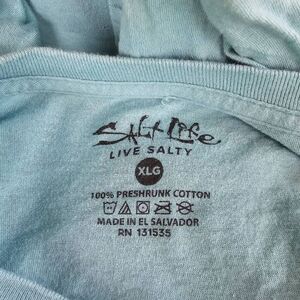 Salt Life
LIVE SALTY
XLG
100% PRESHRUNK COTTON
MADE IN EL SALVADOR
RN 131535